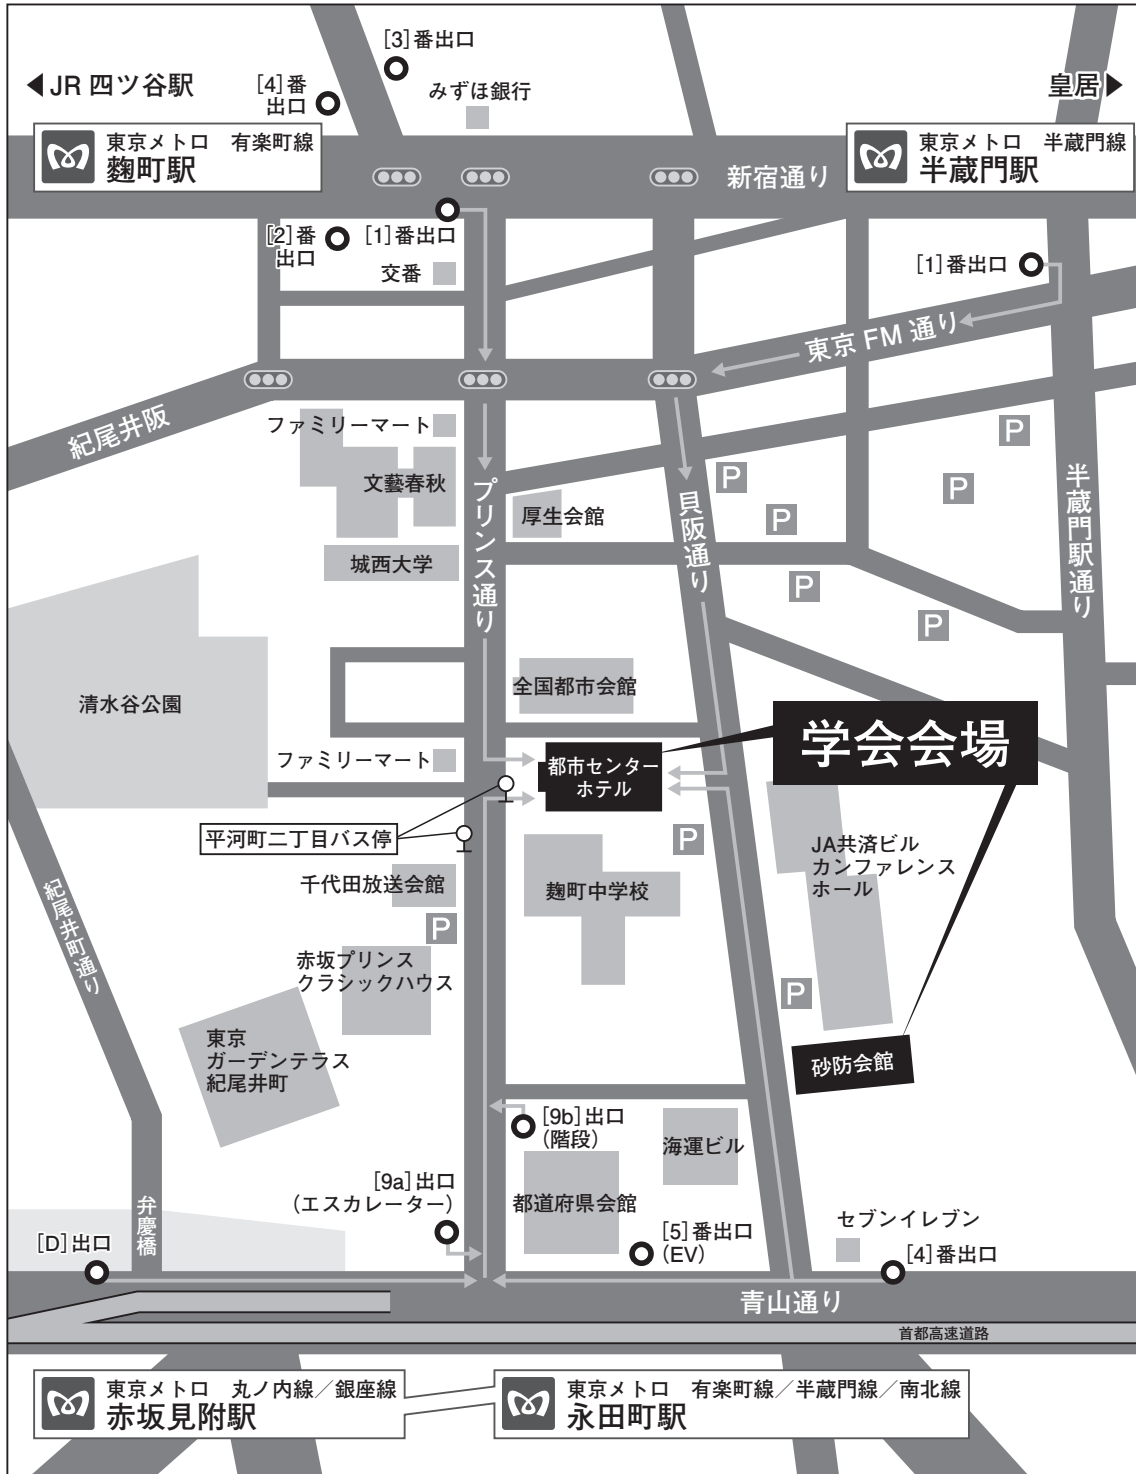 [3]番出口
◀JR 四ツ谷駅
[4]番
出口
みずほ銀行
皇居▶
東京メトロ 有楽町線
麴町駅
東京メトロ 半蔵門線
半蔵門駅
新宿通り
[2]番
出口
[1]番出口
交番
[1]番出口
東京 FM 通り
紀尾井阪
ファミリーマート
文藝春秋
プリンス通り
厚生会館
貝阪通り
半蔵門駅通り
P
P
P
P
P
城西大学
清水谷公園
全国都市会館
学会会場
ファミリーマート
都市センター
ホテル
平河町二丁目バス停
P
JA共済ビル
カンファレンス
ホール
千代田放送会館
麴町中学校
紀尾井町通り
P
赤坂プリンス
クラシックハウス
P
東京
ガーデンテラス
紀尾井町
砂防会館
[9b]出口
(階段)
海運ビル
[9a]出口
(エスカレーター)
都道府県会館
弁慶橋
[D]出口
[5]番出口
(EV)
セブンイレブン
[4]番出口
青山通り
首都高速道路
東京メトロ 丸ノ内線/銀座線
赤坂見附駅
東京メトロ 有楽町線/半蔵門線/南北線
永田町駅